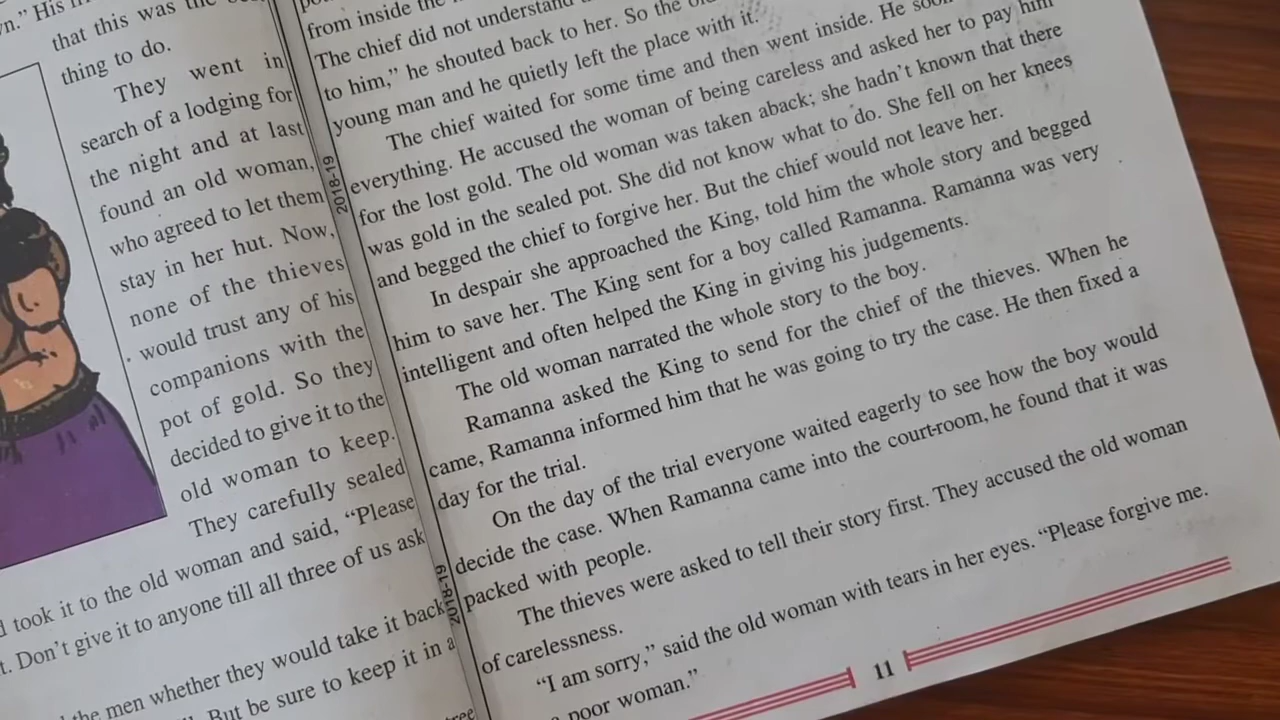 that this was the
thing to do.
They went in
search of a lodging for
the night and at last
found an old woman,
who agreed to let them
stay in her hut. Now,
none of the thieves
would trust any of his
companions with the
pot of gold. So they
decided to give it to the
old woman to keep.
They carefully sealed
took it to the old woman and said, “Please
Don’t give it to anyone till all three of us ask
the men whether they would take it back
But be sure to keep it in a
tree
2018-19
2018-19
from inside the
The chief did not understand
to him,” he shouted back to her. So the
young man and he quietly left the place with it.
The chief waited for some time and then went inside. He soon
everything. He accused the woman of being careless and asked her to pay him
for the lost gold. The old woman was taken aback; she hadn’t known that there
was gold in the sealed pot. She did not know what to do. She fell on her knees
and begged the chief to forgive her. But the chief would not leave her.
In despair she approached the King, told him the whole story and begged
him to save her. The King sent for a boy called Ramanna. Ramanna was very
intelligent and often helped the King in giving his judgements.
The old woman narrated the whole story to the boy.
Ramanna asked the King to send for the chief of the thieves. When he
came, Ramanna informed him that he was going to try the case. He then fixed a
day for the trial.
On the day of the trial everyone waited eagerly to see how the boy would
decide the case. When Ramanna came into the court-room, he found that it was
packed with people.
The thieves were asked to tell their story first. They accused the old woman
of carelessness.
“I am sorry,” said the old woman with tears in her eyes. “Please forgive me.
poor woman.”
11